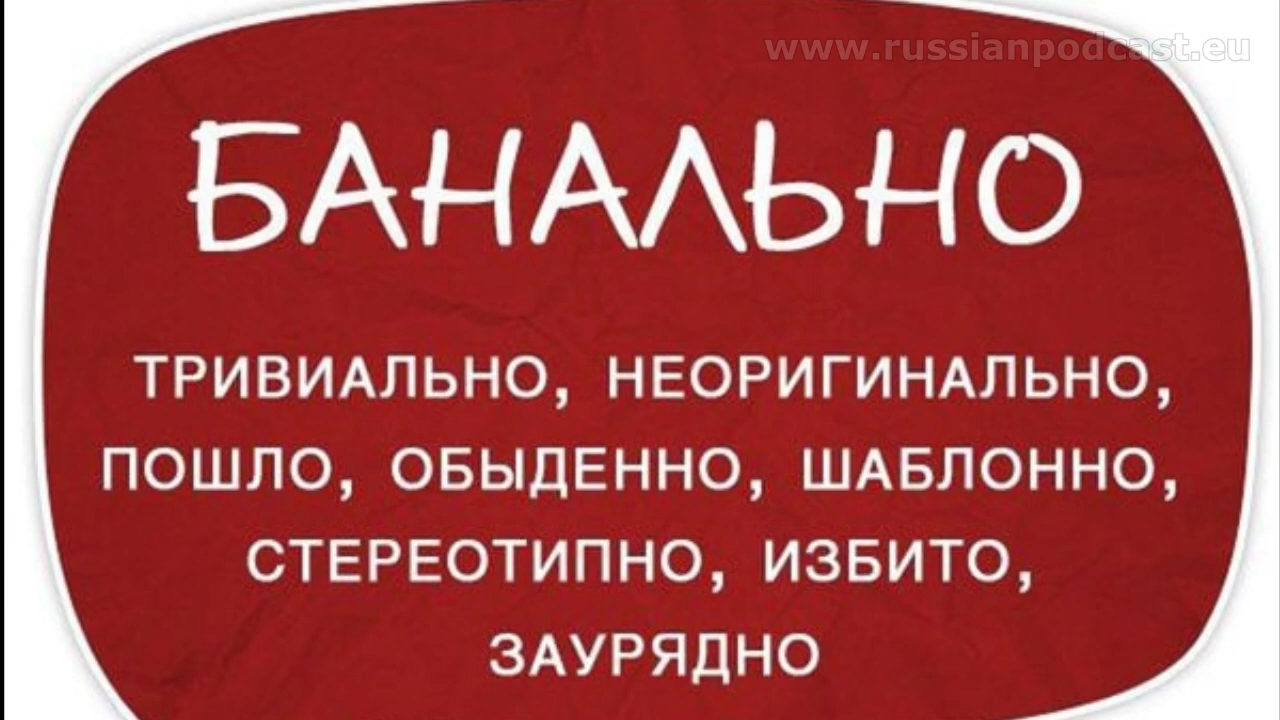 www.russianpodcast.eu
БАНАЛЬНО
ТРИВИАЛЬНО, НЕОРИГИНАЛЬНО,
ПОШЛО, ОБЫДЕННО, ШАБЛОННО,
СТЕРЕОТИПНО, ИЗБИТО,
ЗАУРЯДНО